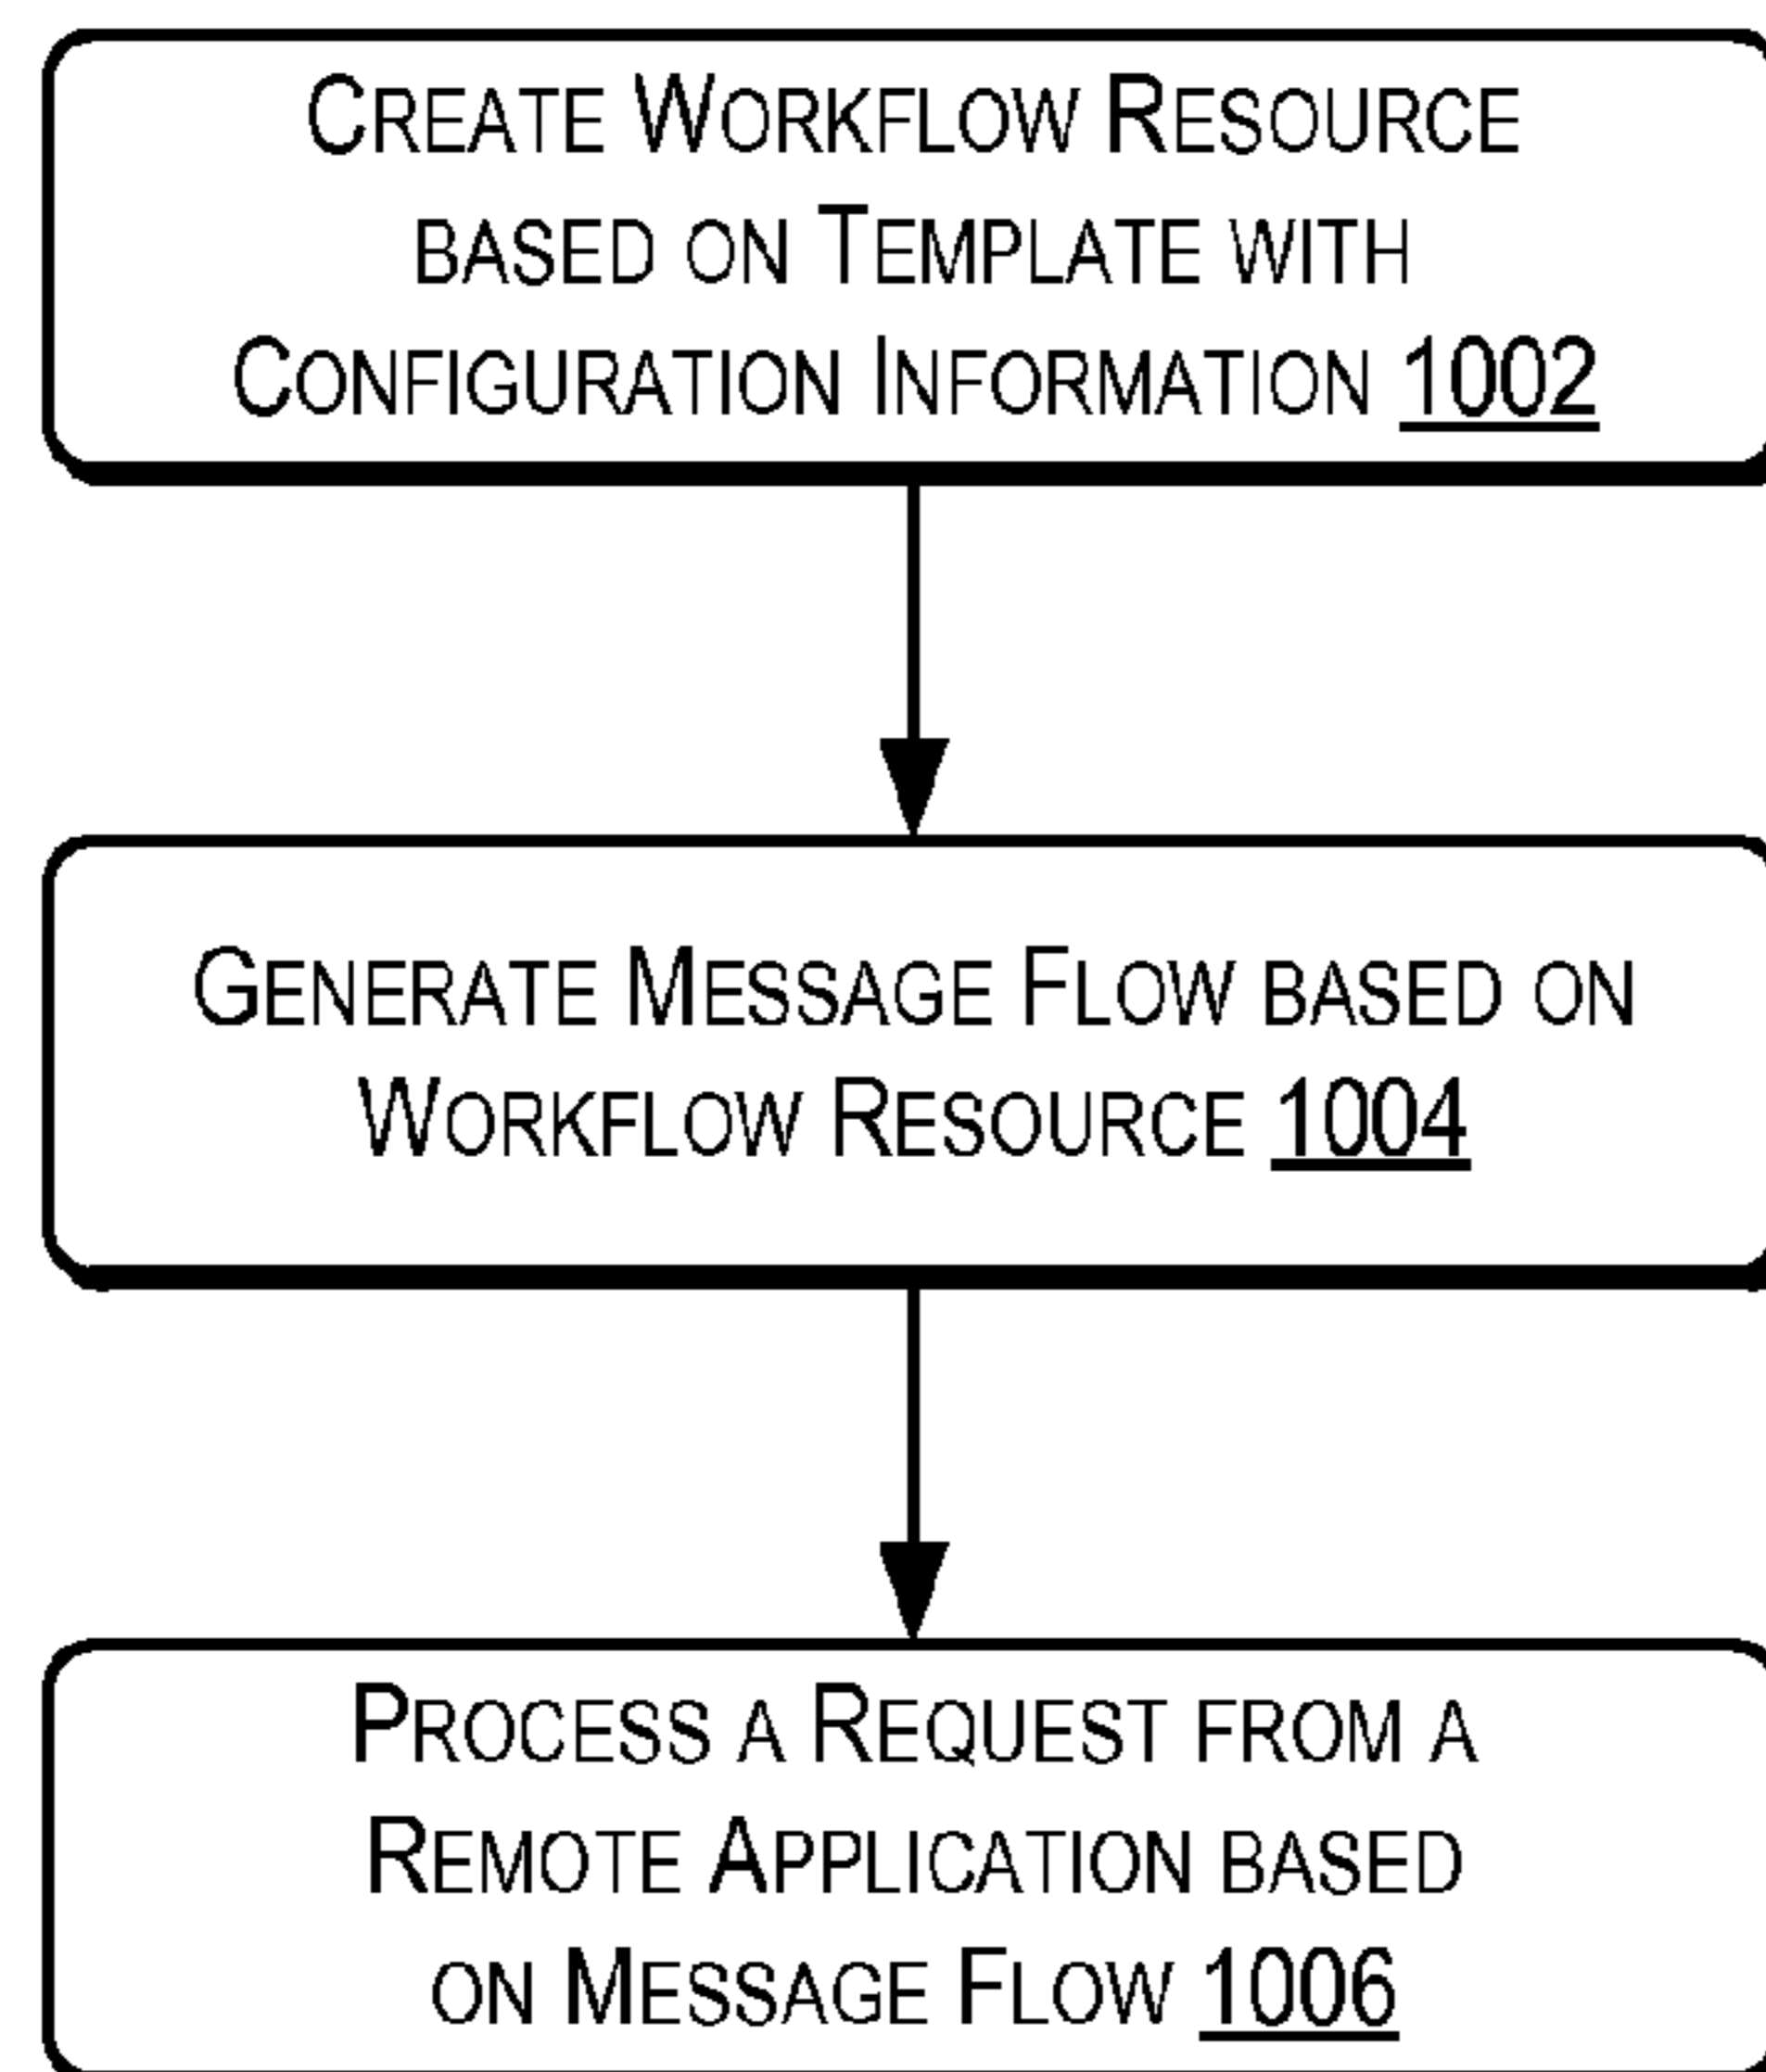 Create Workflow Resource
based on Template with
Configuration Information 1002
Generate Message Flow based on
Workflow Resource 1004
Process a Request from a
Remote Application based
on Message Flow 1006